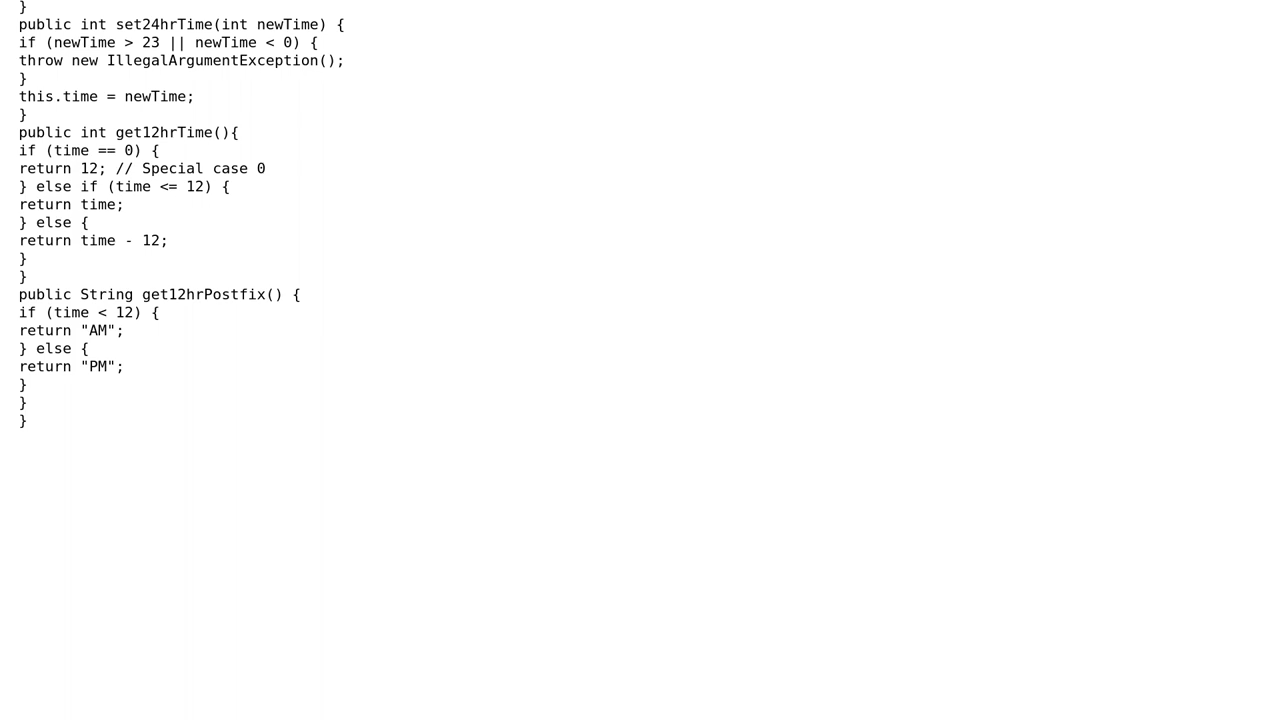 }
public int set24hrTime(int newTime) {
if (newTime > 23 || newTime < 0) {
throw new IllegalArgumentException();
}
this.time = newTime;
}
public int get12hrTime(){
if (time == 0) {
return 12; // Special case 0
} else if (time <= 12) {
return time;
} else {
return time - 12;
}
}
public String get12hrPostfix() {
if (time < 12) {
return "AM";
} else {
return "PM";
}
}
}